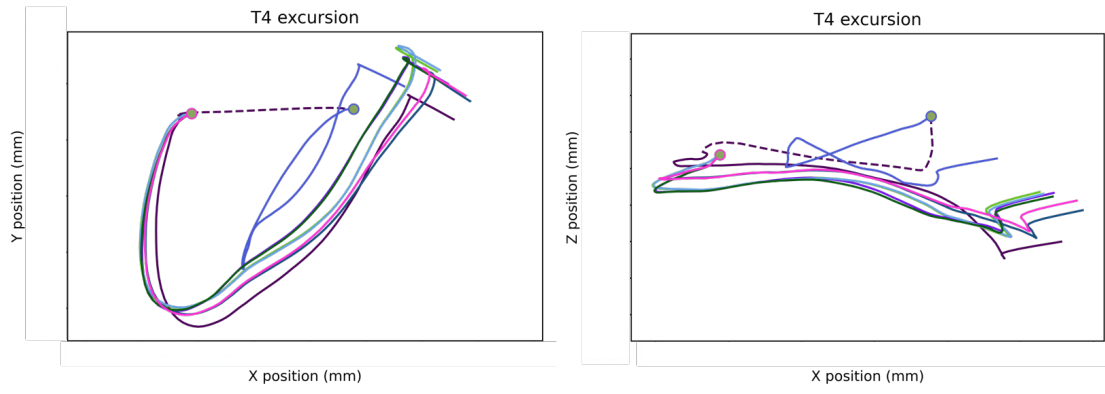 T4 excursion
Y position (mm)
X position (mm)
T4 excursion
Z position (mm)
X position (mm)